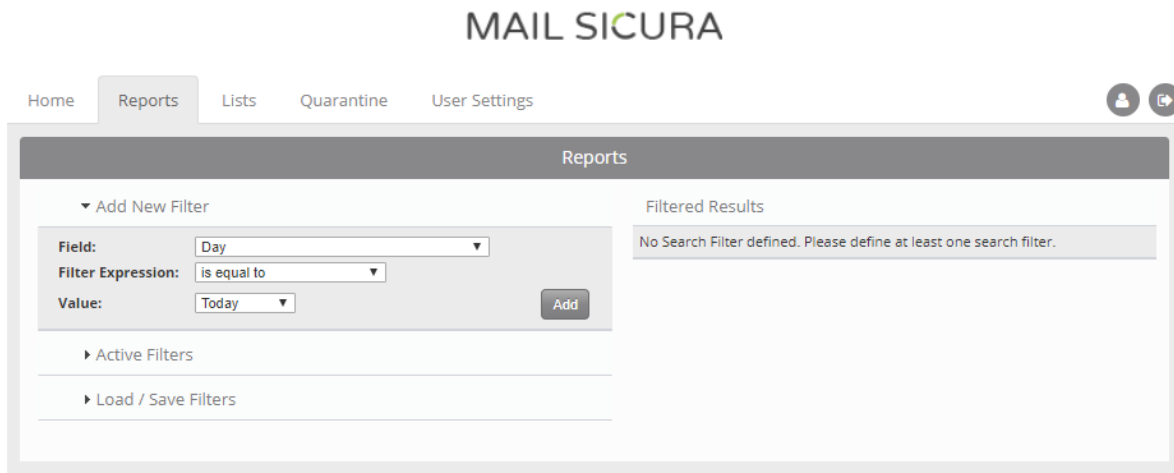 MAIL SICURA
Home Reports Lists Quarantine User Settings
Reports
Add New Filter
Field: Day
Filter Expression: is equal to
Value: Today Add
Active Filters
Load / Save Filters
Filtered Results
No Search Filter defined. Please define at least one search filter.